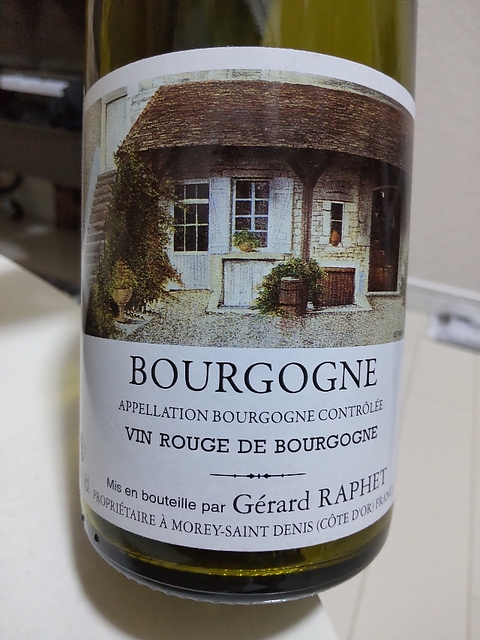 BOURGOGNE
APPELLATION BOURGOGNE CONTRÔLÉE
VIN ROUGE DE BOURGOGNE
Mis en bouteille par Gérard RAPHET
PROPRIÉTAIRE À MOREY-SAINT DENIS (CÔTE D'OR) FRANCE